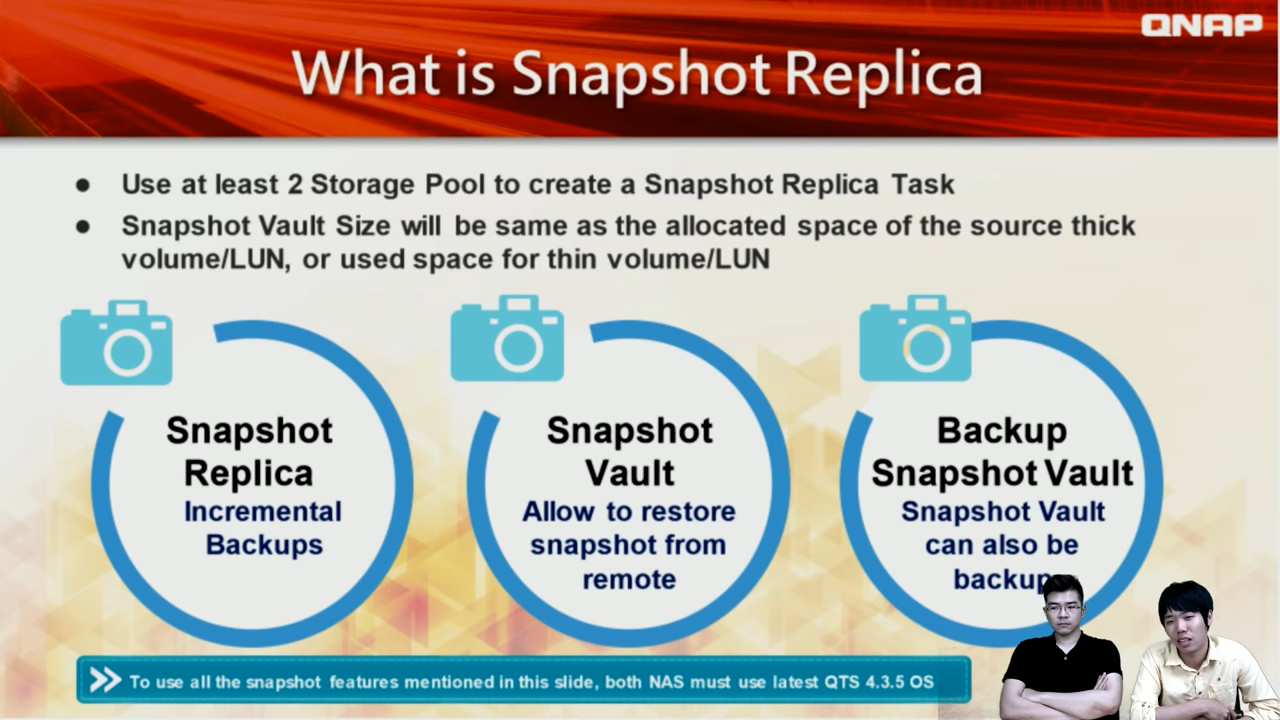 QNAP
What is Snapshot Replica
● Use at least 2 Storage Pool to create a Snapshot Replica Task
● Snapshot Vault Size will be same as the allocated space of the source thick
volume/LUN, or used space for thin volume/LUN
Snapshot
Replica
Incremental
Backups
Snapshot
Vault
Allow to restore
snapshot from
remote
Backup
Snapshot Vault
Snapshot Vault
can also be
backup
To use all the snapshot features mentioned in this slide, both NAS must use latest QTS 4.3.5 OS